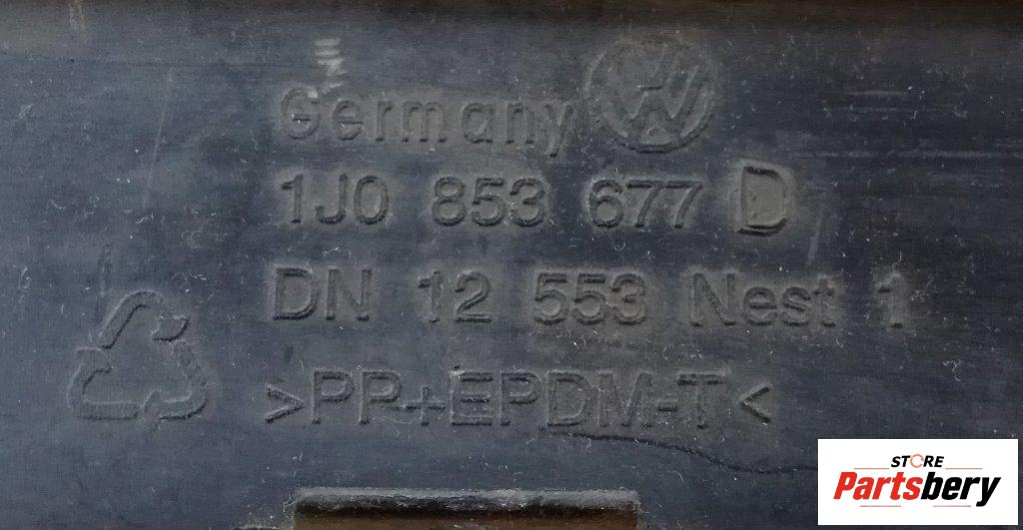 Germany
1J0 853 677 D
DN 12 553 Nest 1
>PP+EPDM-T<
STORE
Partsbery